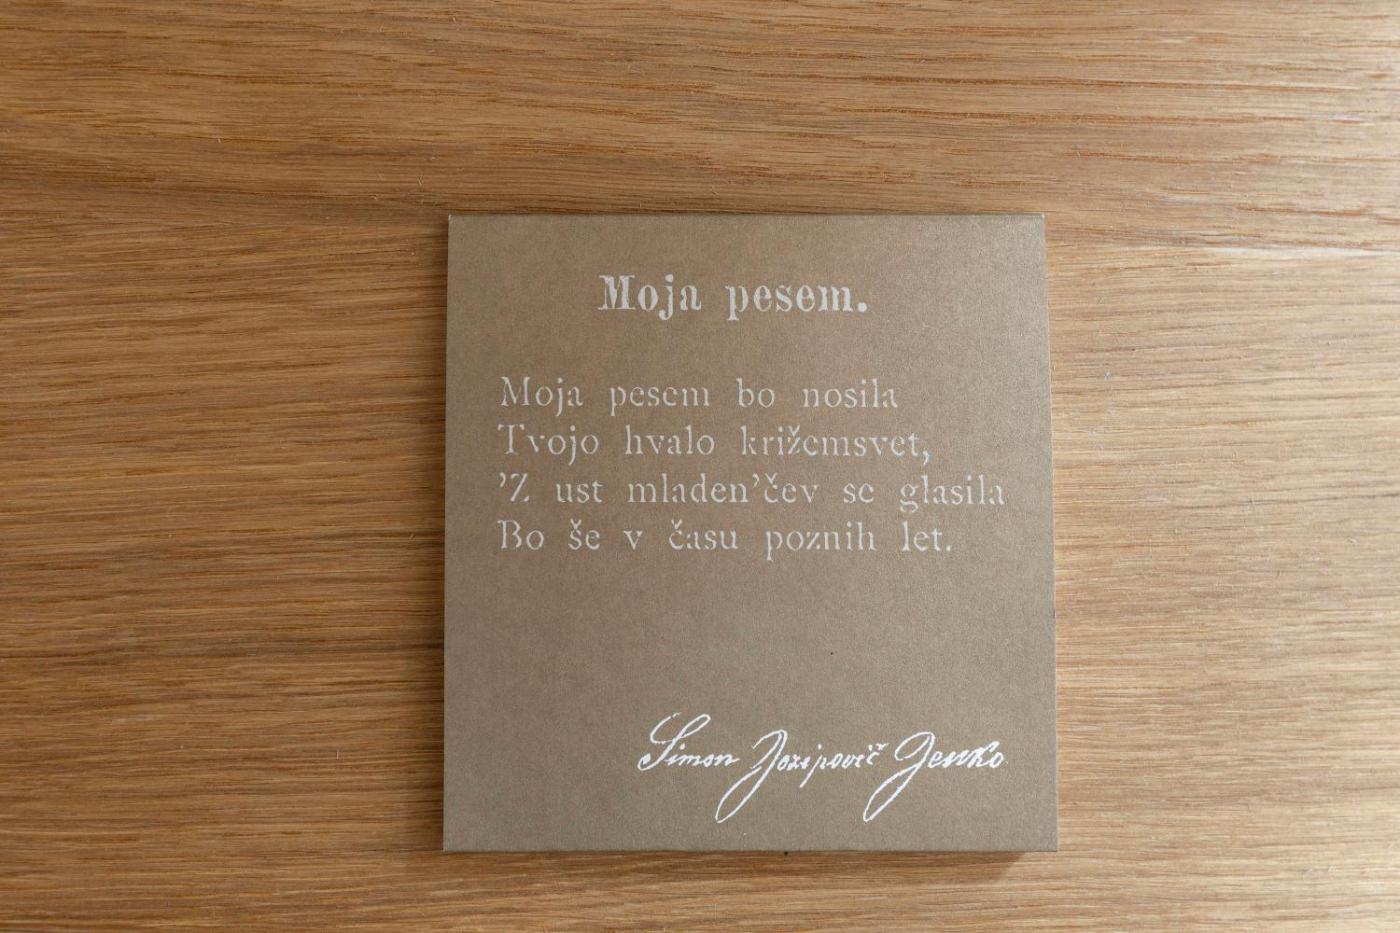 Moja pesem.
Moja pesem bo nosila
Tvojo hvalo križemsvet,
'Z ust mladen'čev se glasila
Bo še v času poznih let.
Simon Jozipovič Jenko